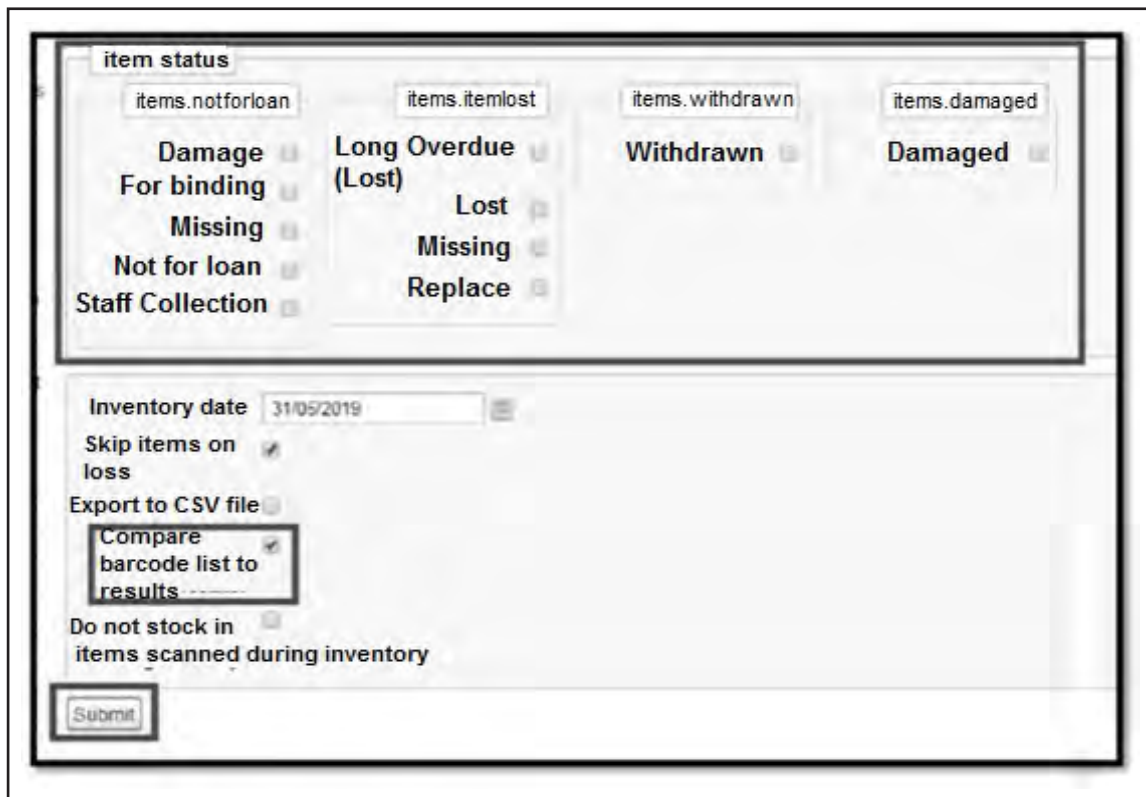 item status
items.notforloan
Damage
For binding
Missing
Not for loan
Staff Collection
items.itemlost
Long Overdue
(Lost)
Lost
Missing
Replace
items.withdrawn
Withdrawn
items.damaged
Damaged
Inventory date 31/05/2019
Skip items on
loss
Export to CSV file
Compare
barcode list to
results
Do not stock in
items scanned during inventory
Submit